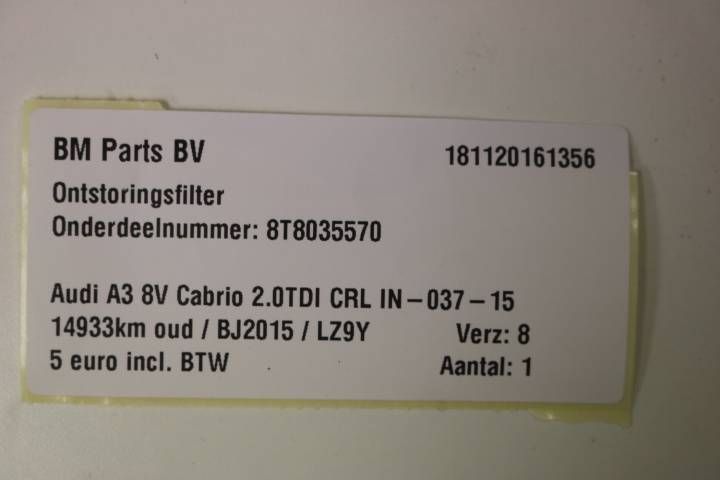 BM Parts BV 181120161356
Ontstoringsfilter
Onderdeelnummer: 8T8035570
Audi A3 8V Cabrio 2.0TDI CRL IN-037-15
14933km oud / BJ2015 / LZ9Y Verz: 8
5 euro incl. BTW Aantal: 1